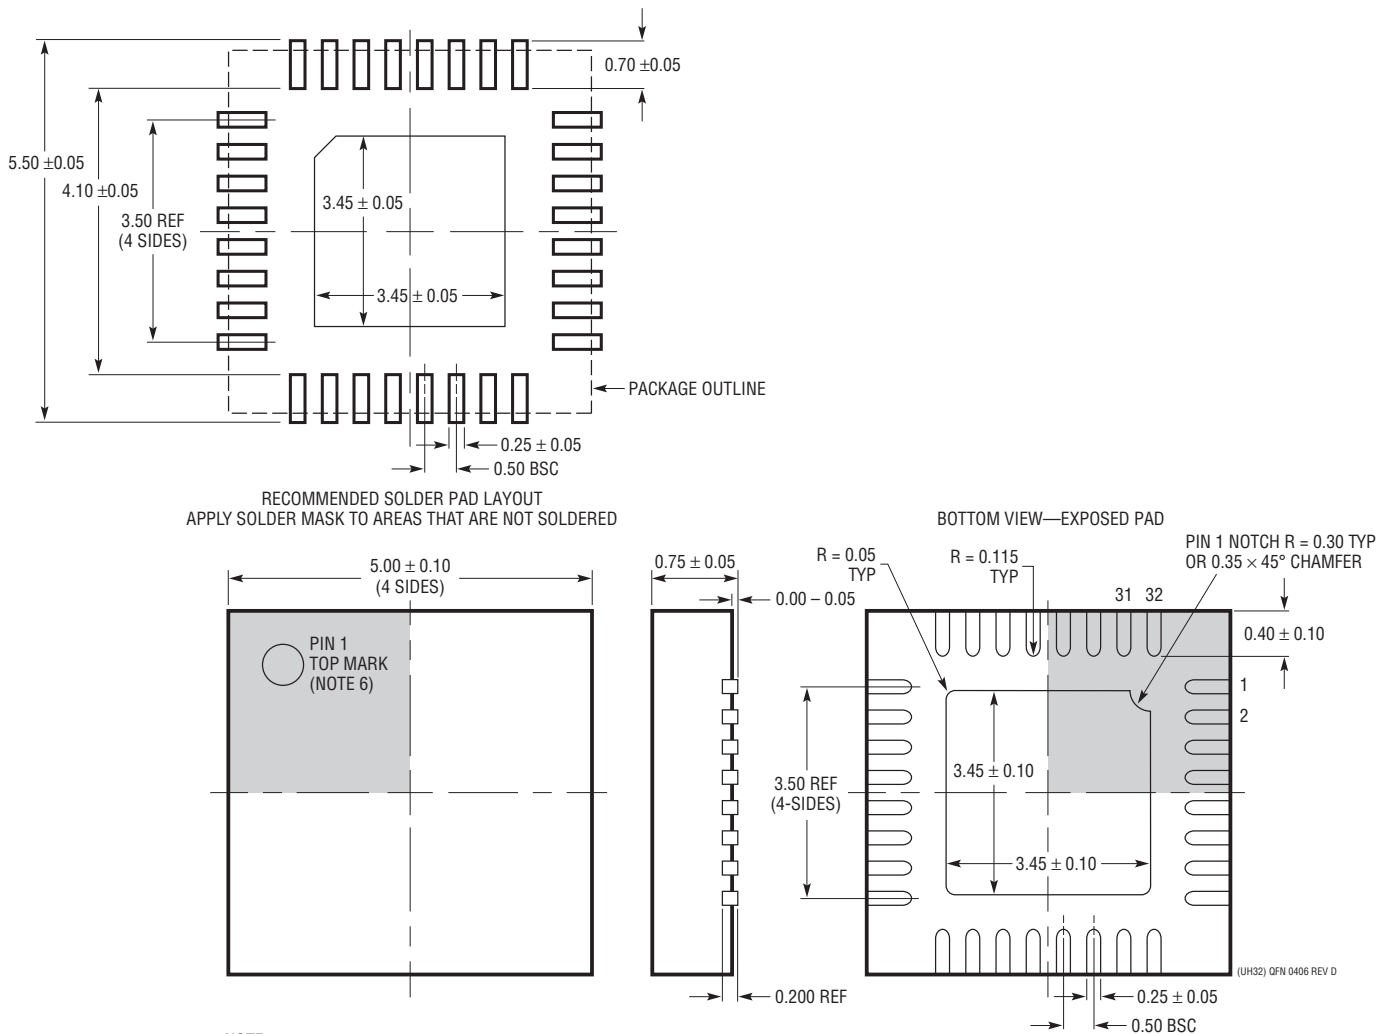 0.70 ±0.05
5.50 ±0.05
4.10 ±0.05
3.50 REF
(4 SIDES)
3.45 ± 0.05
3.45 ± 0.05
PACKAGE OUTLINE
0.25 ± 0.05
0.50 BSC
RECOMMENDED SOLDER PAD LAYOUT
APPLY SOLDER MASK TO AREAS THAT ARE NOT SOLDERED
5.00 ± 0.10
(4 SIDES)
PIN 1
TOP MARK
(NOTE 6)
0.75 ± 0.05
0.00 – 0.05
0.200 REF
BOTTOM VIEW—EXPOSED PAD
R = 0.05
TYP
R = 0.115
TYP
PIN 1 NOTCH R = 0.30 TYP
OR 0.35 × 45° CHAMFER
31 32
0.40 ± 0.10
1
2
3.50 REF
(4-SIDES)
3.45 ± 0.10
3.45 ± 0.10
(UH32) QFN 0406 REV D
0.25 ± 0.05
0.50 BSC